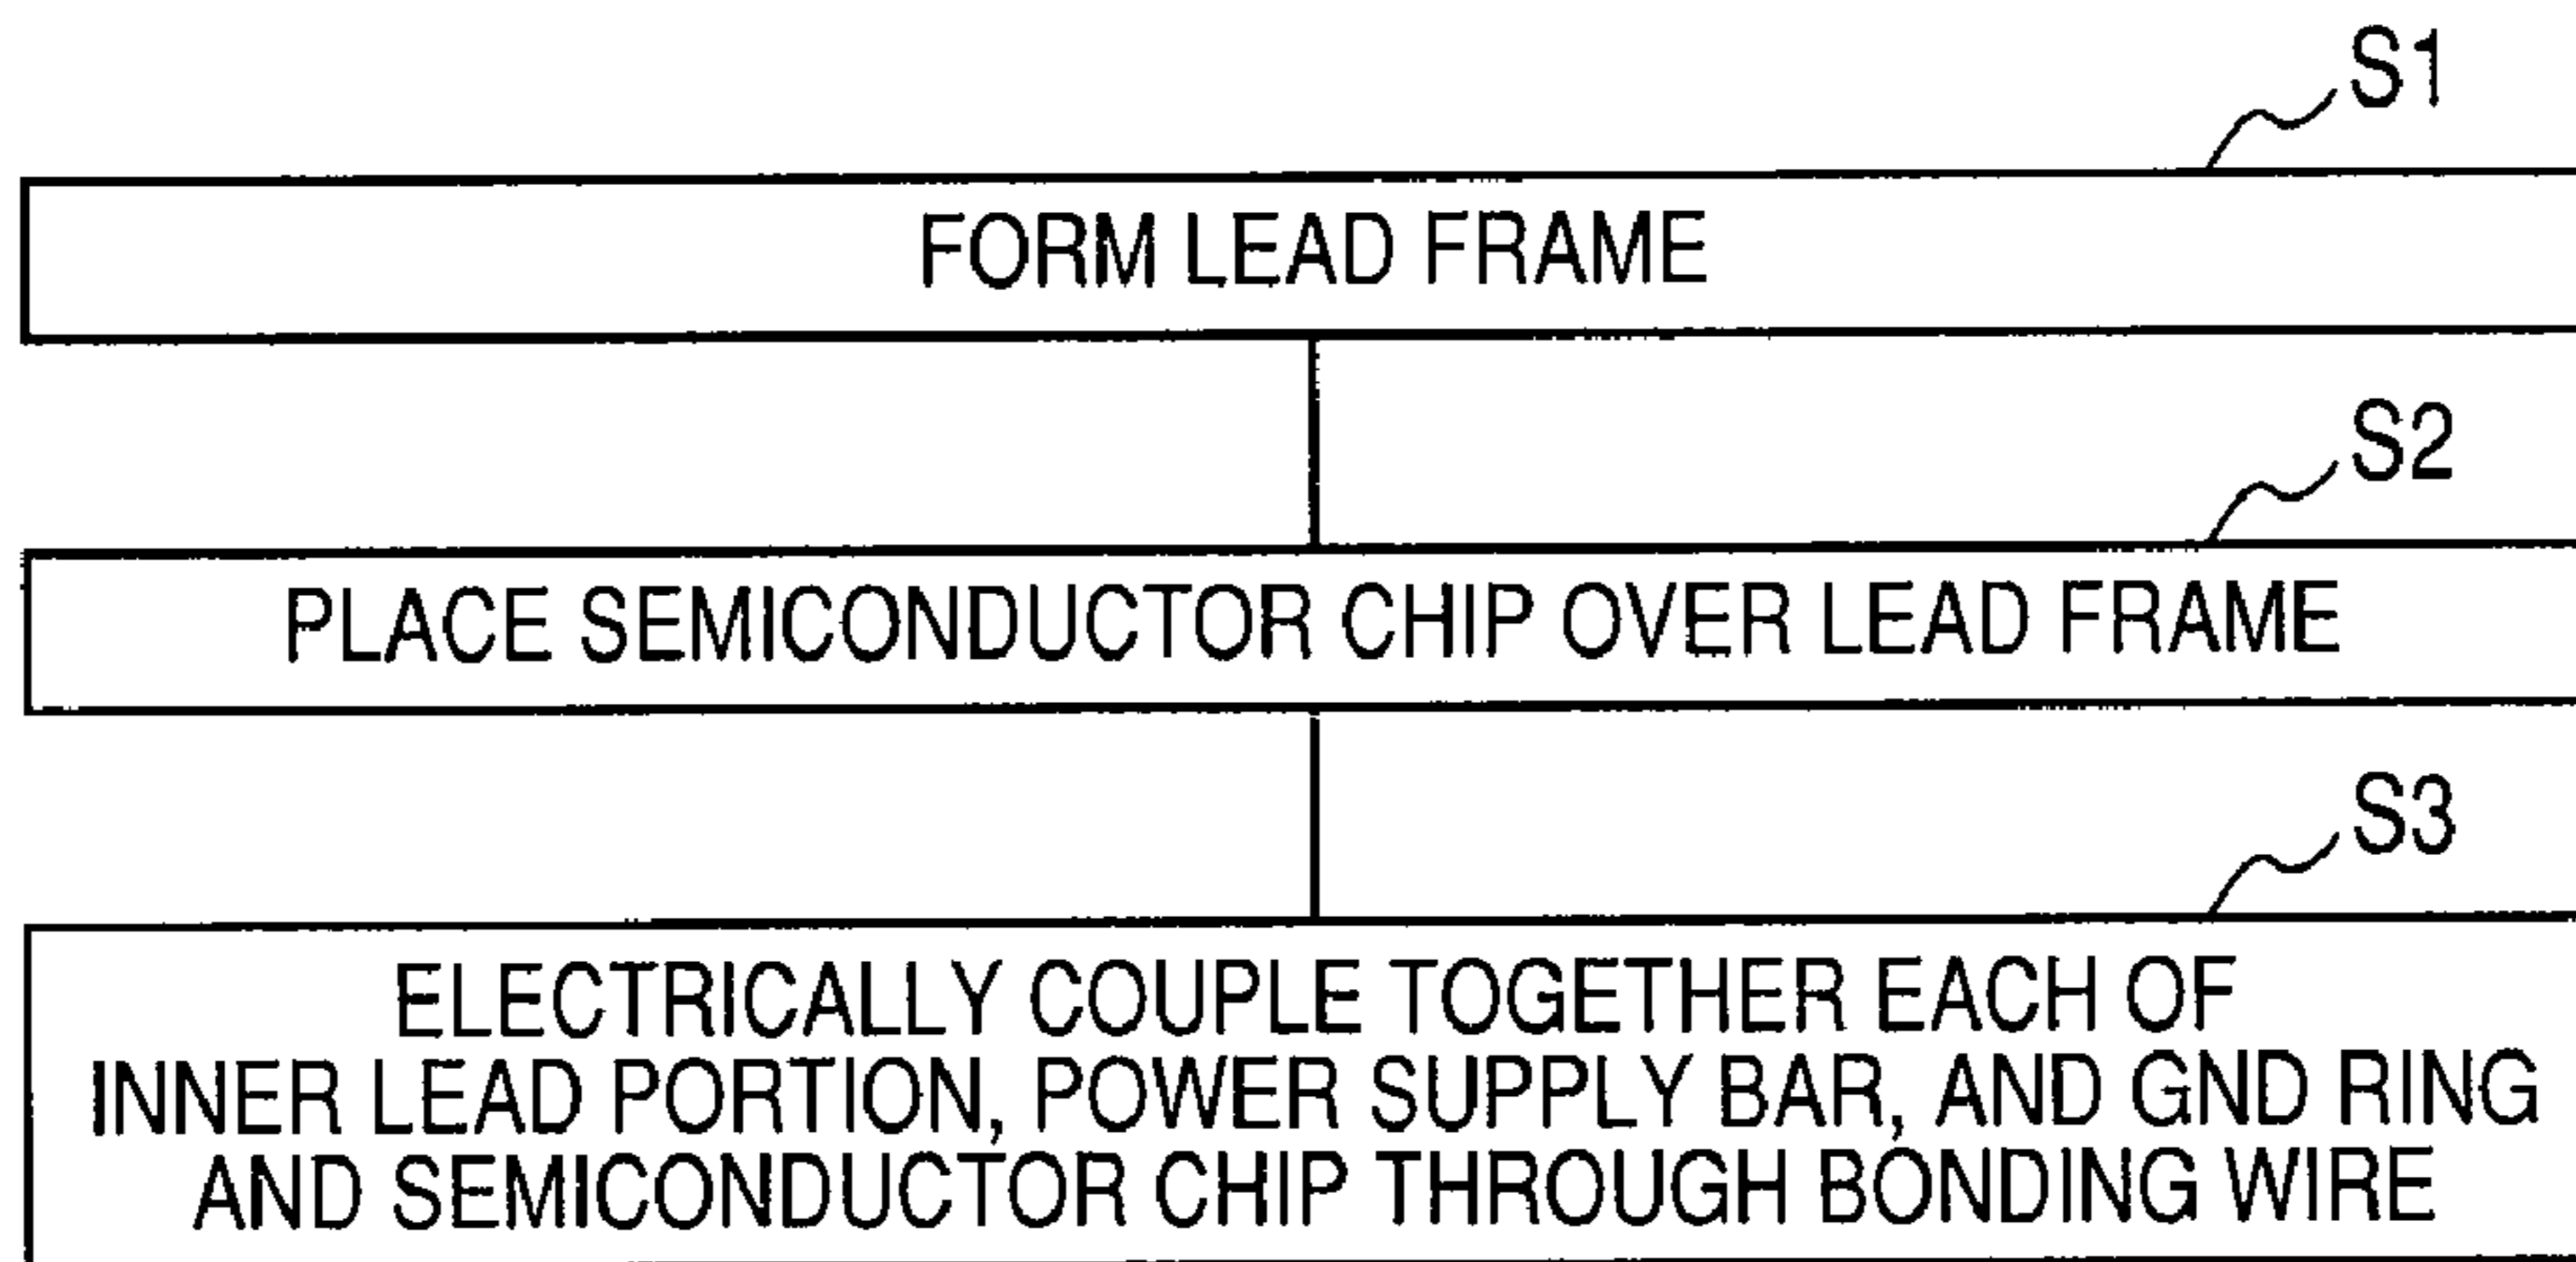 S1
FORM LEAD FRAME
S2
PLACE SEMICONDUCTOR CHIP OVER LEAD FRAME
S3
ELECTRICALLY COUPLE TOGETHER EACH OF
INNER LEAD PORTION, POWER SUPPLY BAR, AND GND RING
AND SEMICONDUCTOR CHIP THROUGH BONDING WIRE